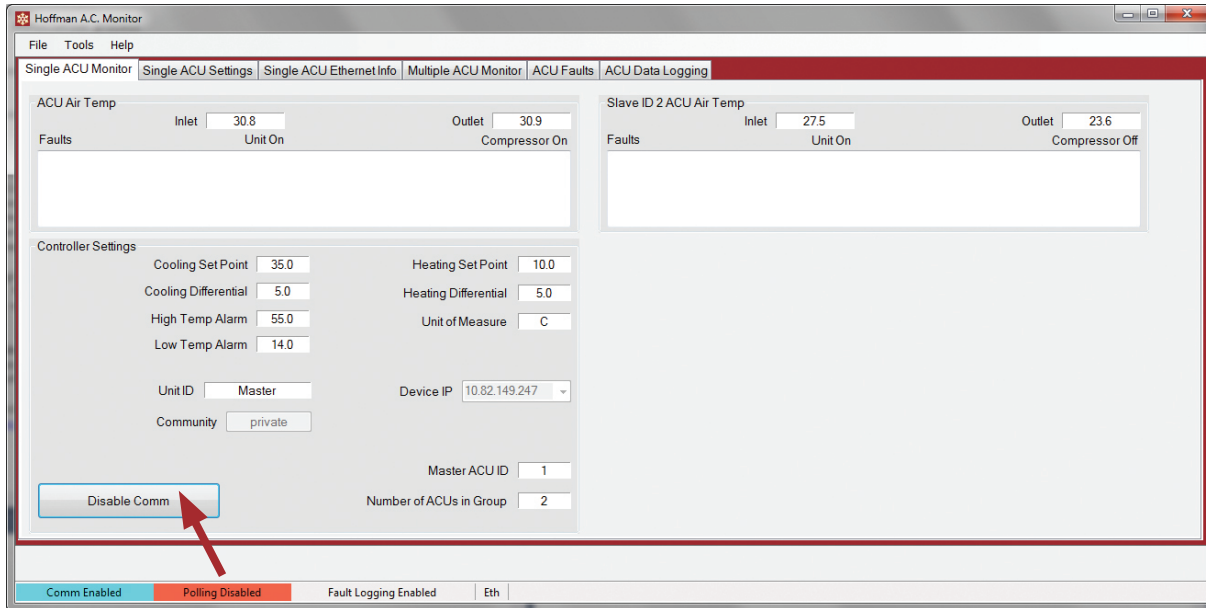 Hoffman A.C. Monitor
File Tools Help
Single ACU Monitor Single ACU Settings Single ACU Ethernet Info Multiple ACU Monitor ACU Faults ACU Data Logging
ACU Air Temp
Inlet 30.8 Outlet 30.9
Faults Unit On Compressor On
Slave ID 2 ACU Air Temp
Inlet 27.5 Outlet 23.6
Faults Unit On Compressor Off
Controller Settings
Cooling Set Point 35.0 Heating Set Point 10.0
Cooling Differential 5.0 Heating Differential 5.0
High Temp Alarm 55.0 Unit of Measure C
Low Temp Alarm 14.0
Unit ID Master Device IP 10.82.149.247
Community private
Master ACU ID 1
Disable Comm Number of ACUs in Group 2
Comm Enabled Polling Disabled Fault Logging Enabled Eth